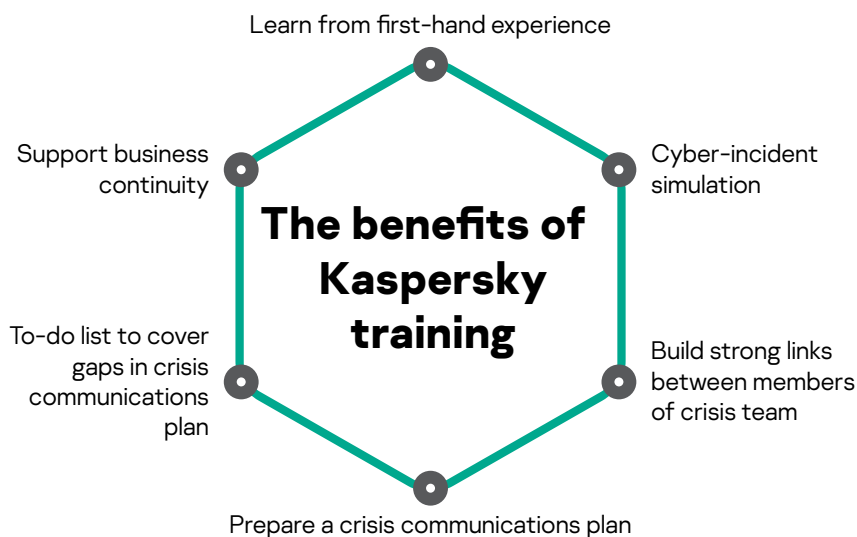 Learn from first-hand experience
Support business
continuity
Cyber-incident
simulation
The benefits of
Kaspersky
training
To-do list to cover
gaps in crisis
communications
plan
Build strong links
between members
of crisis team
Prepare a crisis communications plan